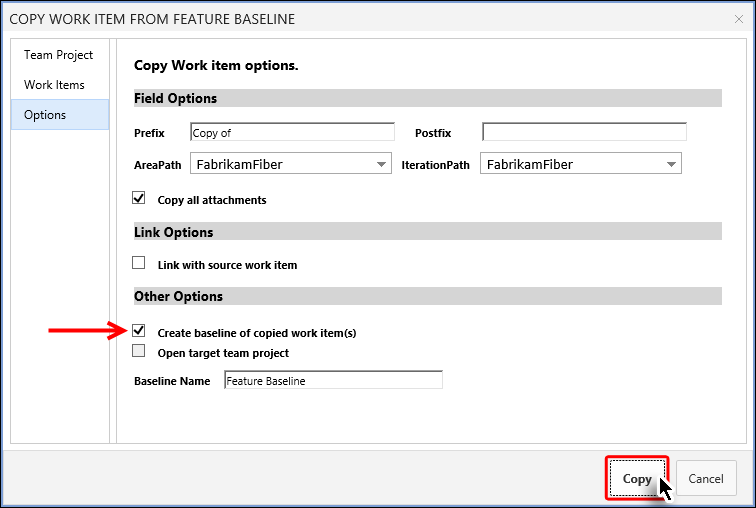 COPY WORK ITEM FROM FEATURE BASELINE
Team Project
Work Items
Options
Copy Work item options.
Field Options
Prefix Copy of Postfix
AreaPath FabrikamFiber IterationPath FabrikamFiber
Copy all attachments
Link Options
Link with source work item
Other Options
Create baseline of copied work item(s)
Open target team project
Baseline Name Feature Baseline
Copy Cancel